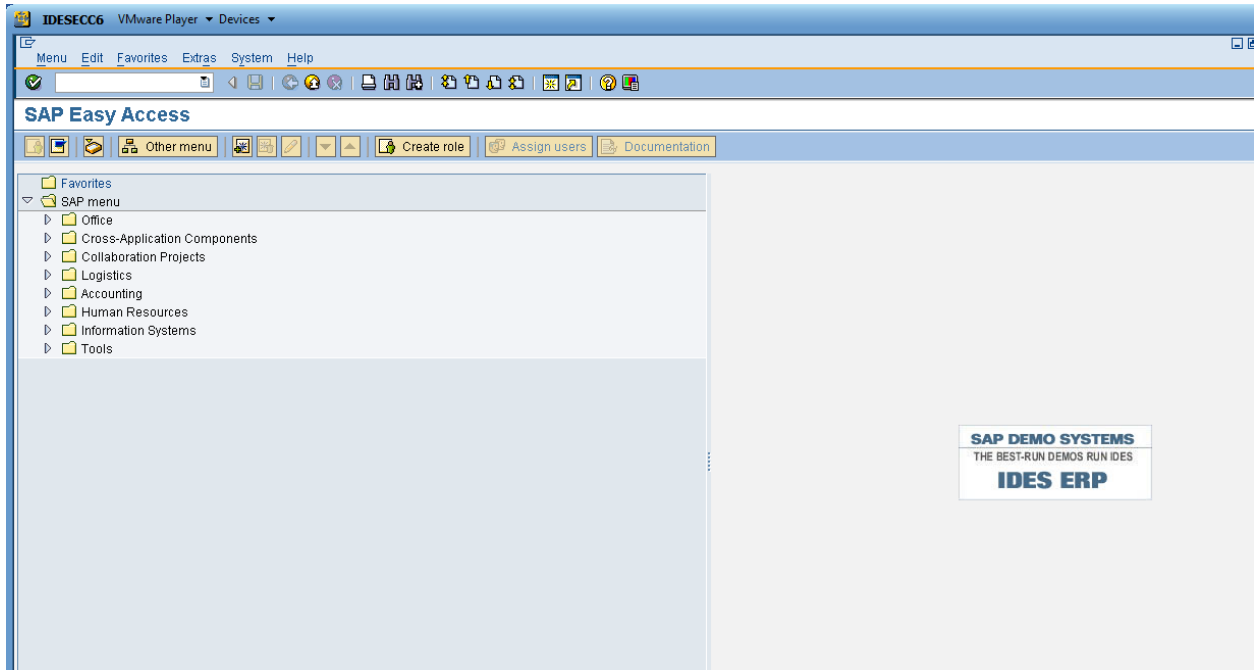 IDESECC6 VMware Player Devices
Menu Edit Favorites Extras System Help
SAP Easy Access
Other menu Create role Assign users Documentation
Favorites
SAP menu
Office
Cross-Application Components
Collaboration Projects
Logistics
Accounting
Human Resources
Information Systems
Tools
SAP DEMO SYSTEMS
THE BEST-RUN DEMOS RUN IDES
IDES ERP